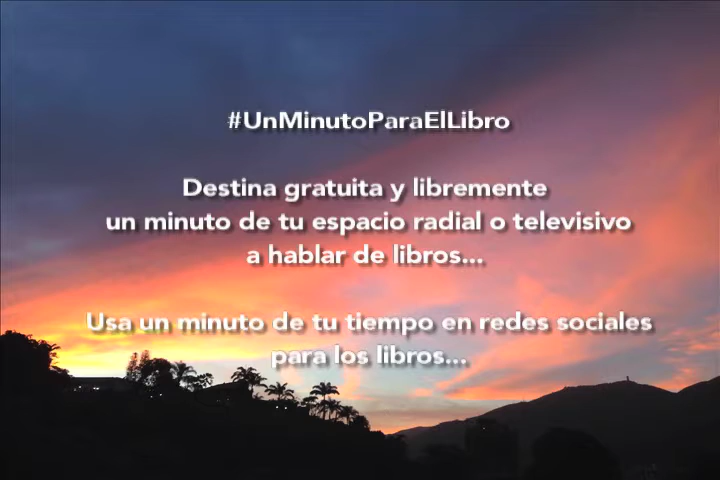 #UnMinutoParaElLibro
Destina gratuita y libremente
un minuto de tu espacio radial o televisivo
a hablar de libros...
Usa un minuto de tu tiempo en redes sociales
para los libros...